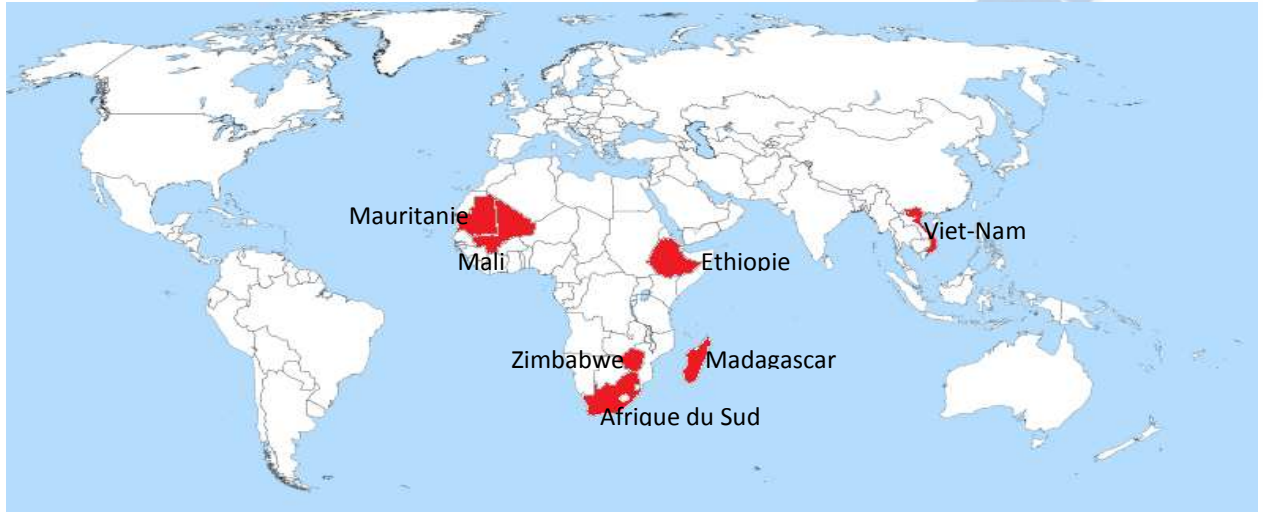 Mauritanie
Viet-Nam
Mali
Ethiopie
Zimbabwe
Madagascar
Afrique du Sud